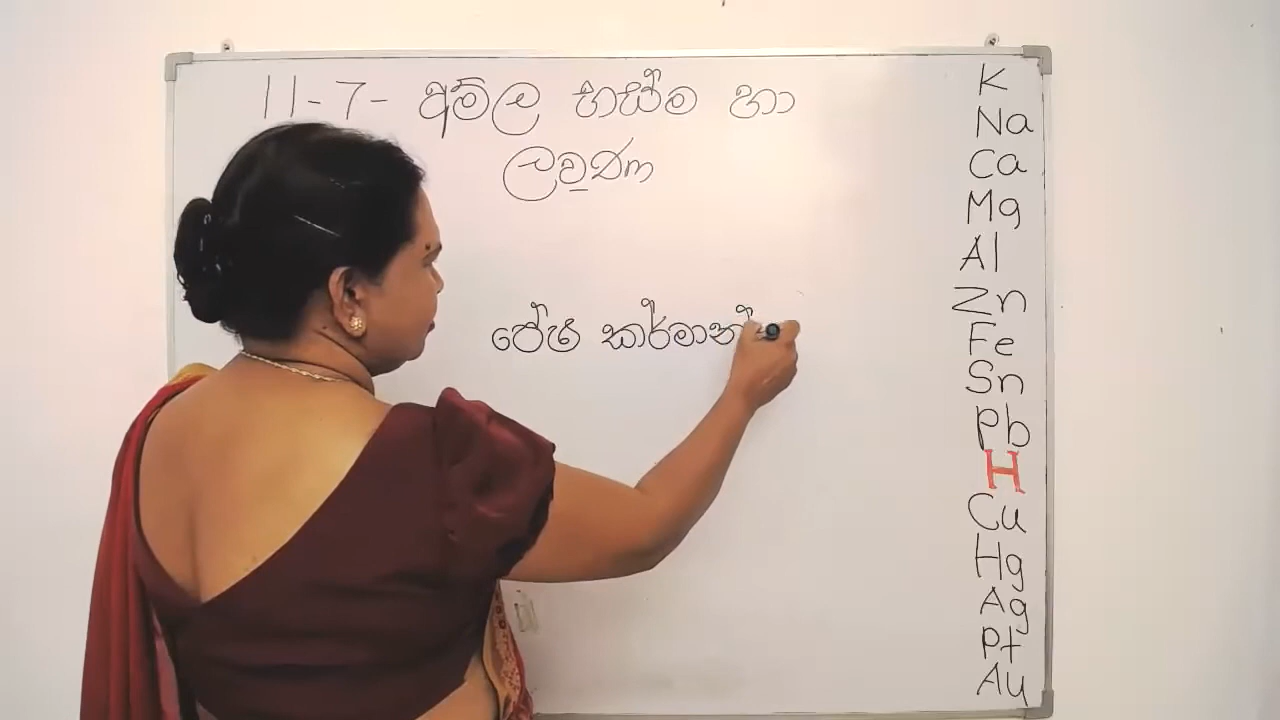 11-7- අම්ල භස්ම හා
ලවණ
පේෂ කර්මාන්
K
Na
Ca
Mg
Al
Zn
Fe
Sn
Pb
H
Cu
Hg
Ag
Pt
Au